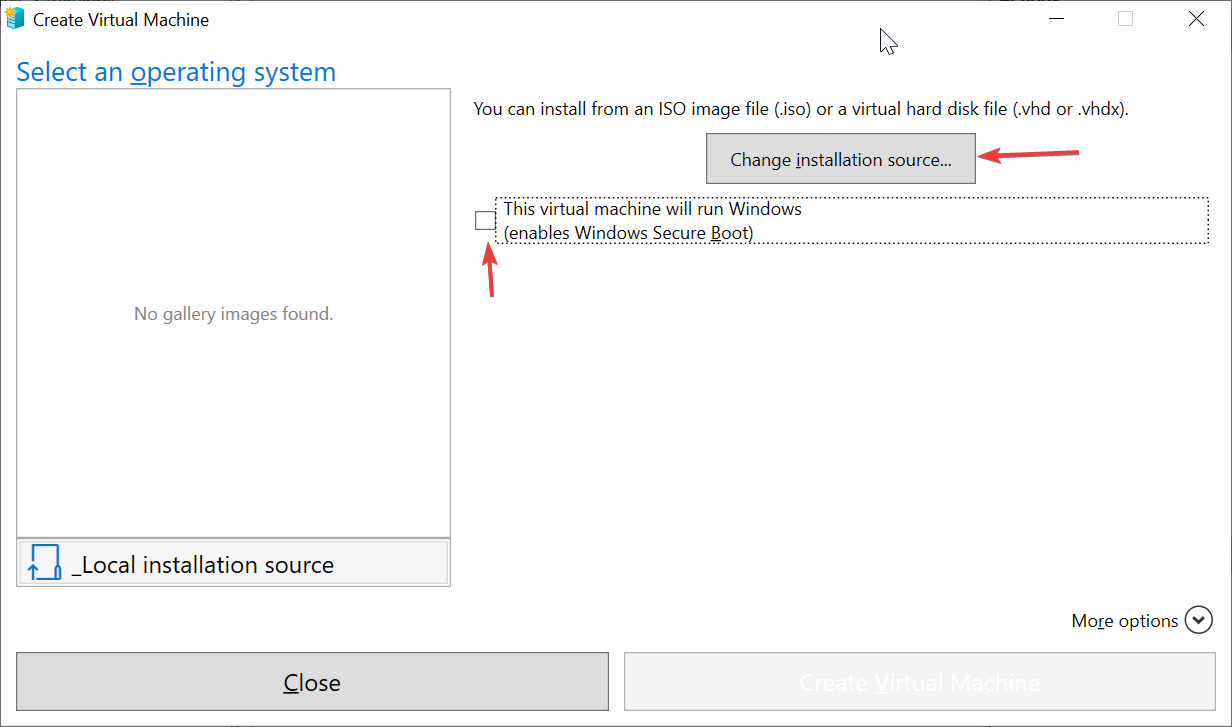 Create Virtual Machine
Select an operating system
You can install from an ISO image file (.iso) or a virtual hard disk file (.vhd or .vhdx).
Change installation source...
This virtual machine will run Windows
(enables Windows Secure Boot)
No gallery images found.
_Local installation source
More options
Close
Create Virtual Machine